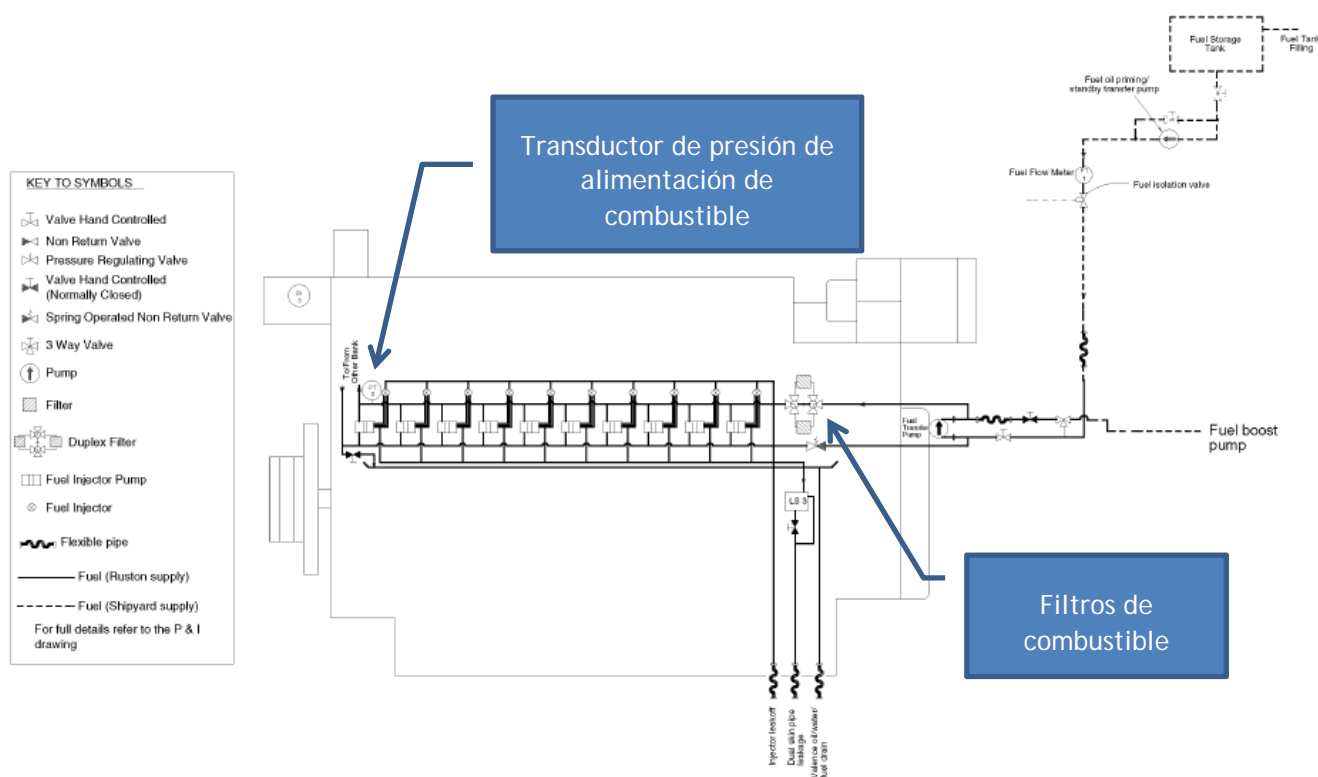 Fuel Storage
Tank
Fuel Tank
Filling
Fuel oil priming/
standby transfer pump
Fuel Flow Meter
Fuel isolation valve
Transductor de presión de
alimentación de
combustible
KEY TO SYMBOLS
Valve Hand Controlled
Non Return Valve
Pressure Regulating Valve
Valve Hand Controlled
(Normally Closed)
Spring Operated Non Return Valve
3 Way Valve
Pump
Filter
Duplex Filter
Fuel Injector Pump
Fuel Injector
Flexible pipe
Fuel (Ruston supply)
Fuel (Shipyard supply)
For full details refer to the P & I
drawing
To/From
Other Bank
Fuel
Transfer
Pump
Fuel boost
pump
LS 3
Filtros de
combustible
Injector leakoff
Dual skin pipe
leakage
Valence oil/water/
fuel drain